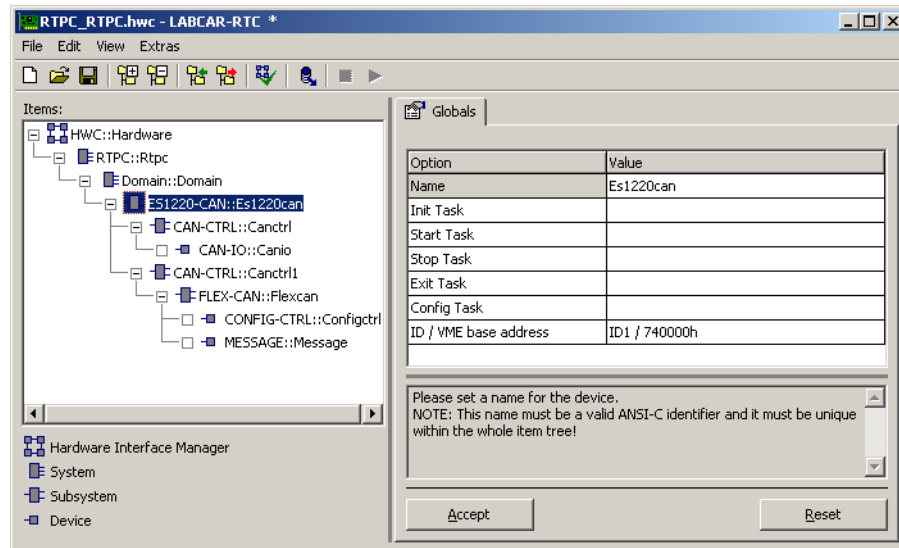 RTPC_RTPC.hwc - LABCAR-RTC *
File Edit View Extras
Items:
HWC::Hardware
RTPC::Rtpc
Domain::Domain
ES1220-CAN::Es1220can
CAN-CTRL::Canctrl
CAN-IO::Canio
CAN-CTRL::Canctrl1
FLEX-CAN::Flexcan
CONFIG-CTRL::Configctrl
MESSAGE::Message
Hardware Interface Manager
System
Subsystem
Device
Globals
Option Value
Name Es1220can
Init Task
Start Task
Stop Task
Exit Task
Config Task
ID / VME base address ID1 / 740000h
Please set a name for the device.
NOTE: This name must be a valid ANSI-C identifier and it must be unique
within the whole item tree!
Accept Reset